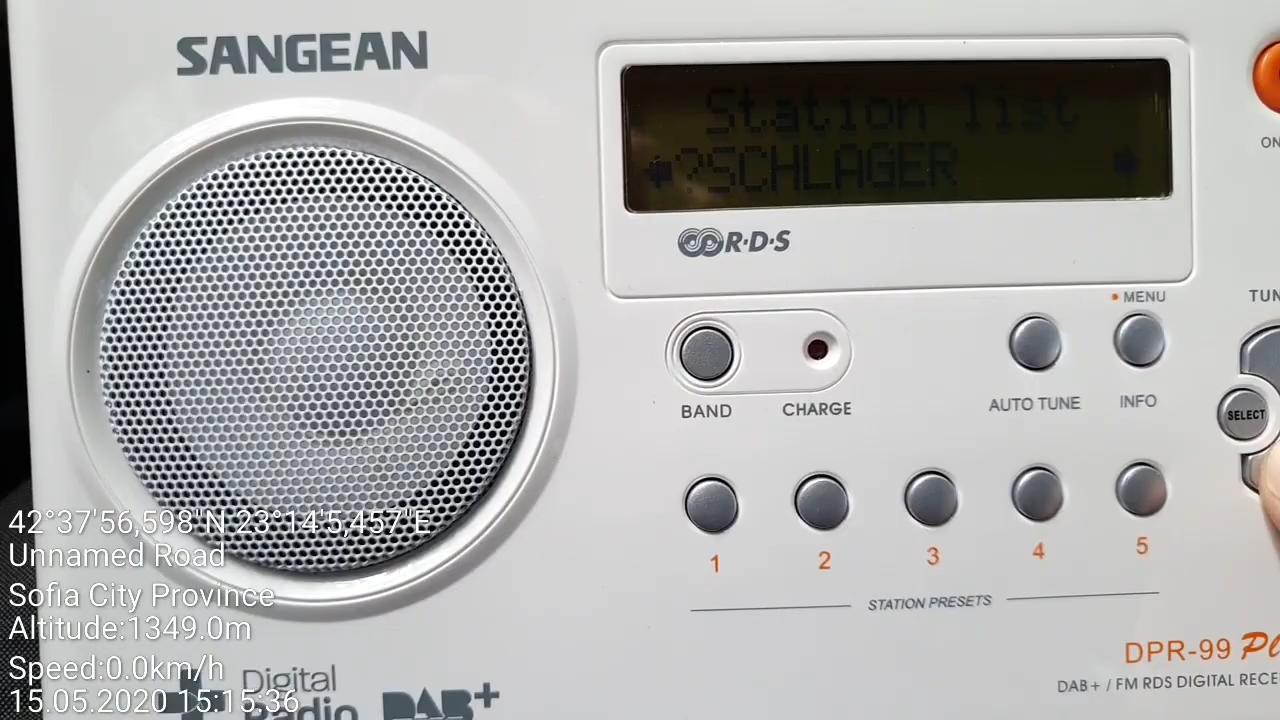 SANGEAN
Station list
?SCHLAGER
R·D·S
MENU
BAND
CHARGE
AUTO TUNE
INFO
SELECT
1 2 3 4 5
STATION PRESETS
DPR-99
DAB+ / FM RDS DIGITAL
42°37'56,598"N 23°14'5,457"E
Unnamed Road
Sofia City Province
Altitude:1349.0m
Speed:0.0km/h
15.05.2020 15:15:36
Digital
Radio
DAB+